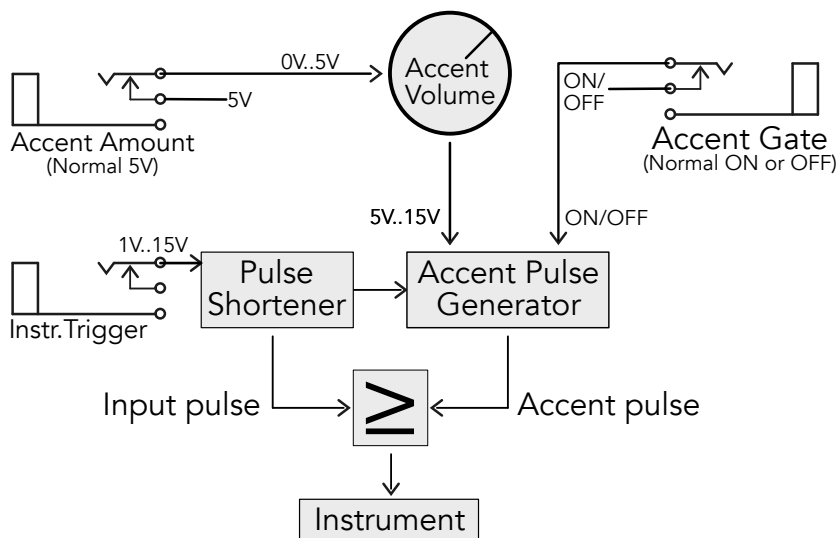 0V..5V
Accent
Volume
5V
Accent Amount
(Normal 5V)
ON/
OFF
Accent Gate
(Normal ON or OFF)
5V..15V
ON/OFF
1V..15V
Pulse
Shortener
Accent Pulse
Generator
Instr.Trigger
Input pulse
≥
Accent pulse
Instrument